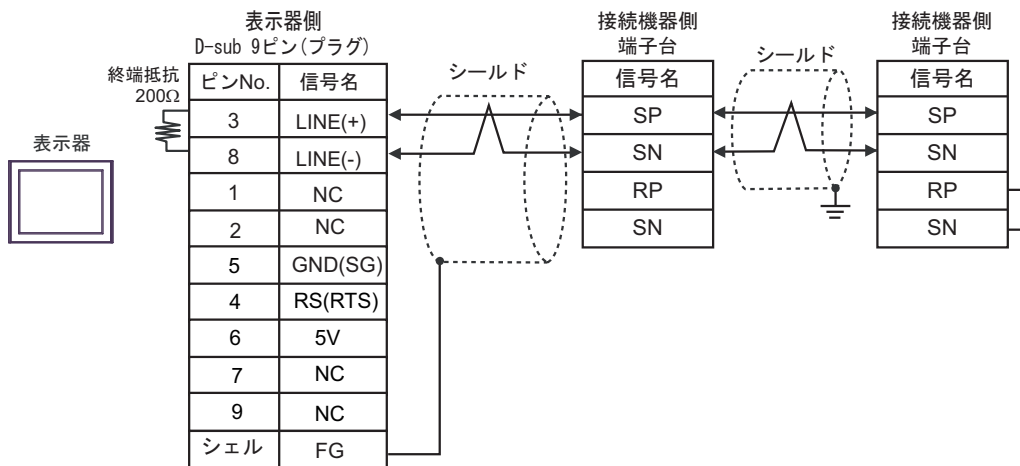 表示器側
D-sub 9ピン(プラグ)
終端抵抗
200Ω
表示器
ピンNo. 信号名
3 LINE(+)
8 LINE(-)
1 NC
2 NC
5 GND(SG)
4 RS(RTS)
6 5V
7 NC
9 NC
シェル FG
シールド
接続機器側
端子台
信号名
SP
SN
RP
SN
シールド
接続機器側
端子台
信号名
SP
SN
RP
SN